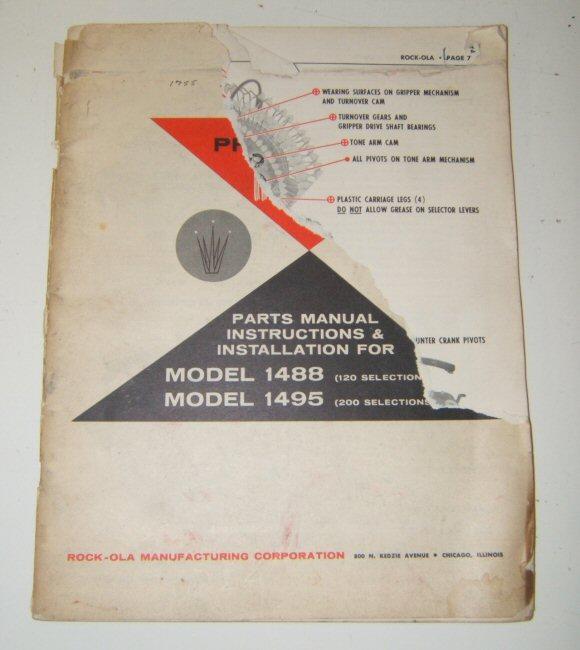 ROCK-OLA • PAGE 7
2
1755
WEARING SURFACES ON GRIPPER MECHANISM
AND TURNOVER CAM
TURNOVER GEARS AND
GRIPPER DRIVE SHAFT BEARINGS
TONE ARM CAM
ALL PIVOTS ON TONE ARM MECHANISM
PLASTIC CARRIAGE LEGS (4)
DO NOT ALLOW GREASE ON SELECTOR LEVERS
UNTER CRANK PIVOTS
PARTS MANUAL
INSTRUCTIONS &
INSTALLATION FOR
MODEL 1488 (120 SELECTION
MODEL 1495 (200 SELECTIONS
ROCK-OLA MANUFACTURING CORPORATION 800 N. KEDZIE AVENUE • CHICAGO, ILLINOIS